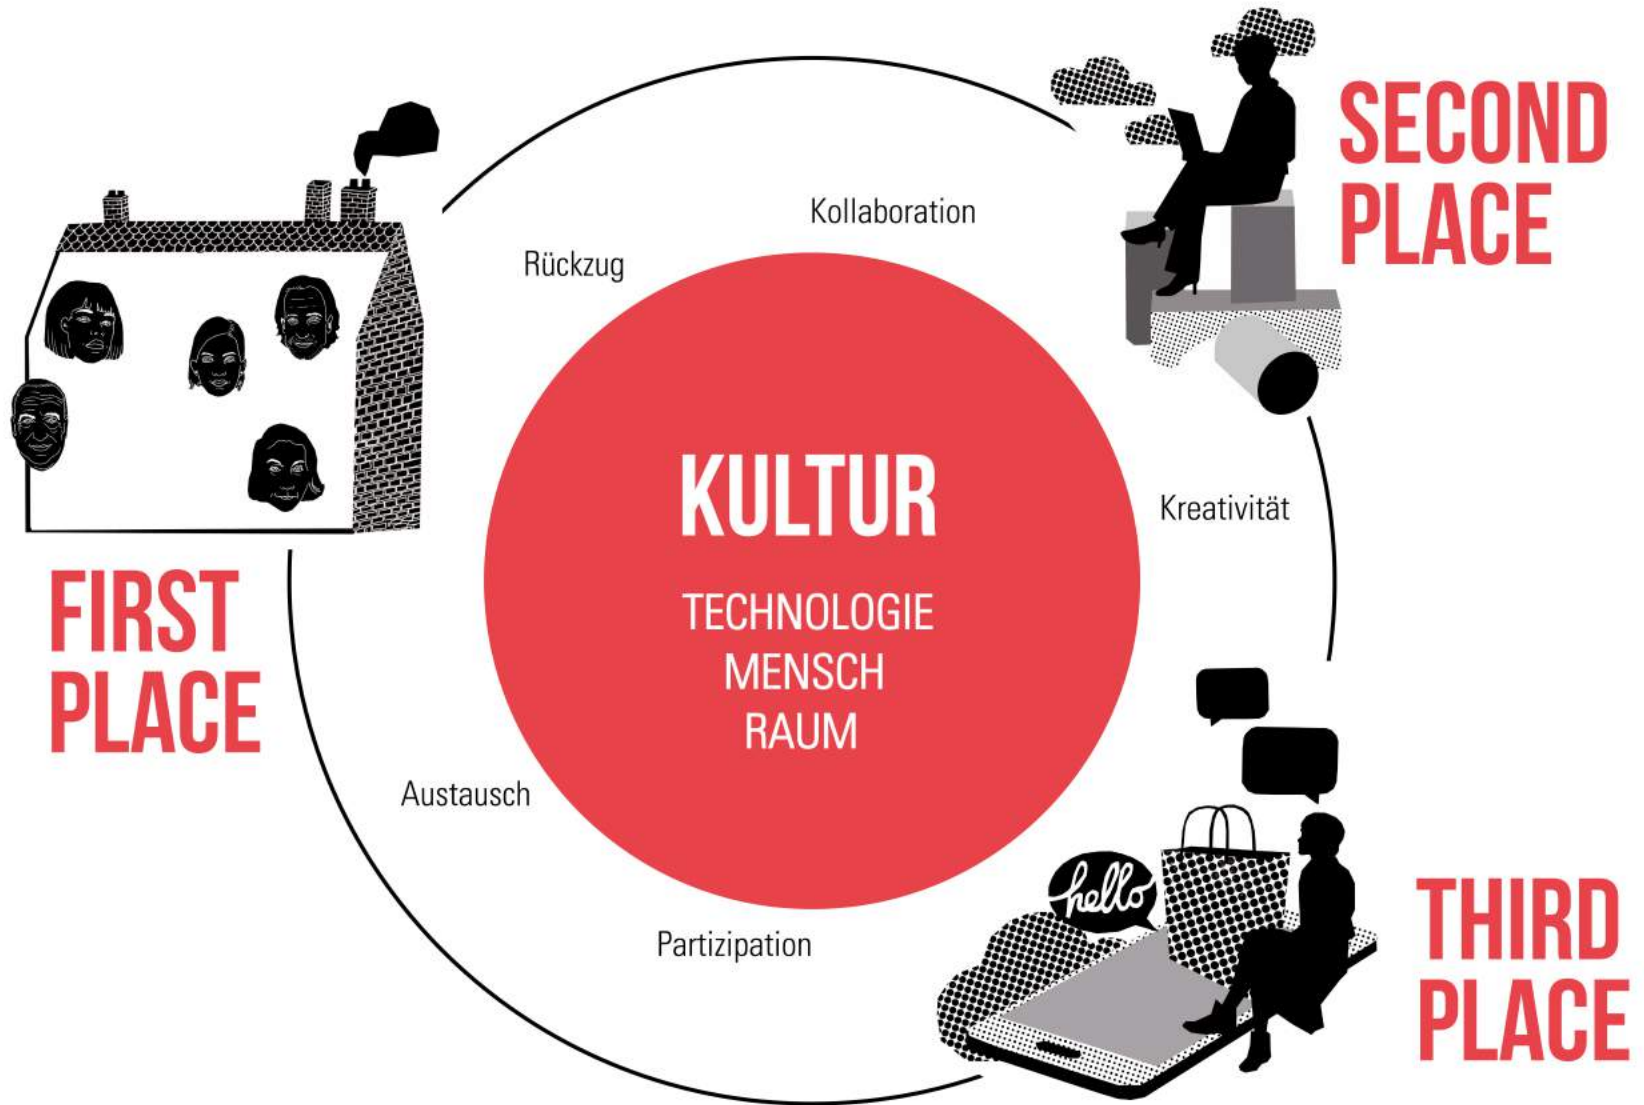 SECOND
PLACE
Kollaboration
Rückzug
KULTUR
TECHNOLOGIE
MENSCH
RAUM
Kreativität
FIRST
PLACE
Austausch
Partizipation
hello
THIRD
PLACE